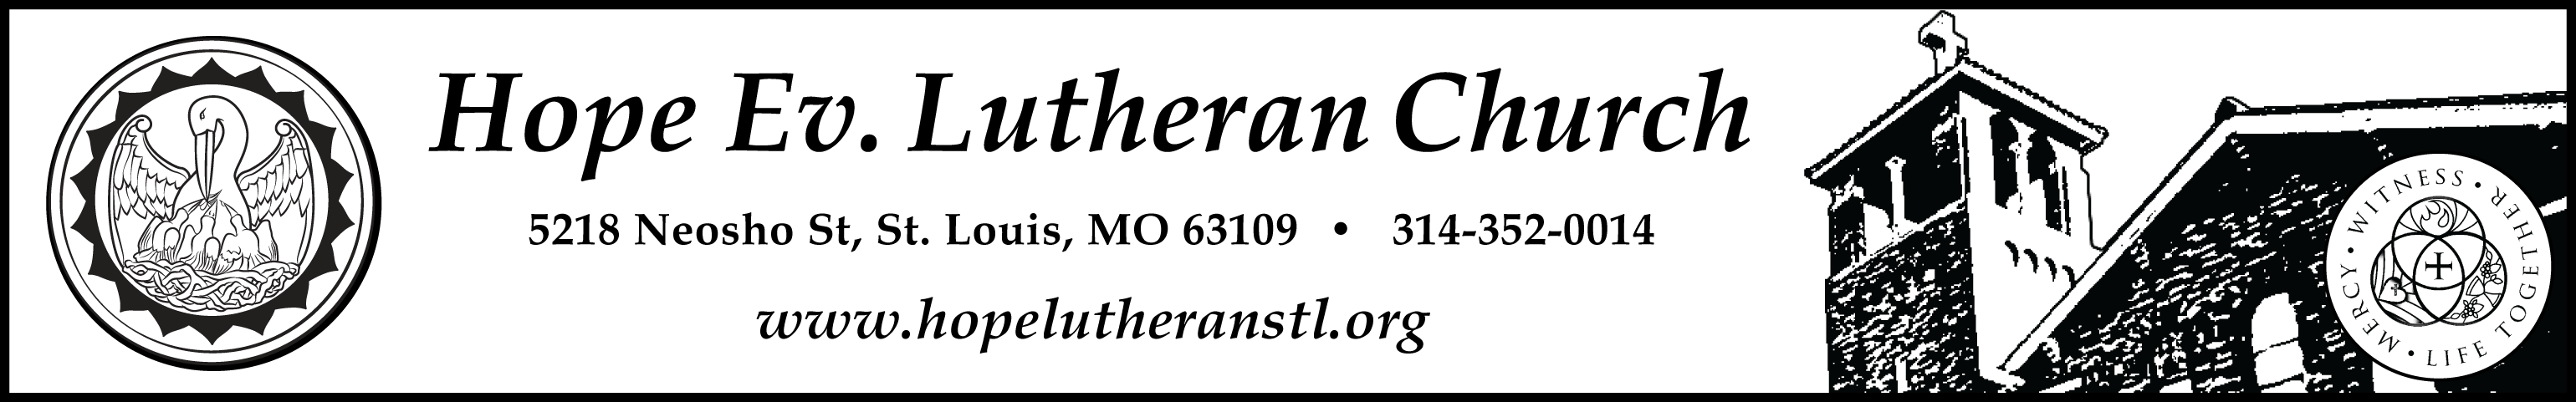 Hope Ev. Lutheran Church
5218 Neosho St, St. Louis, MO 63109 • 314-352-0014
www.hopelutheranstl.org
WITNESS • MERCY • LIFE TOGETHER •